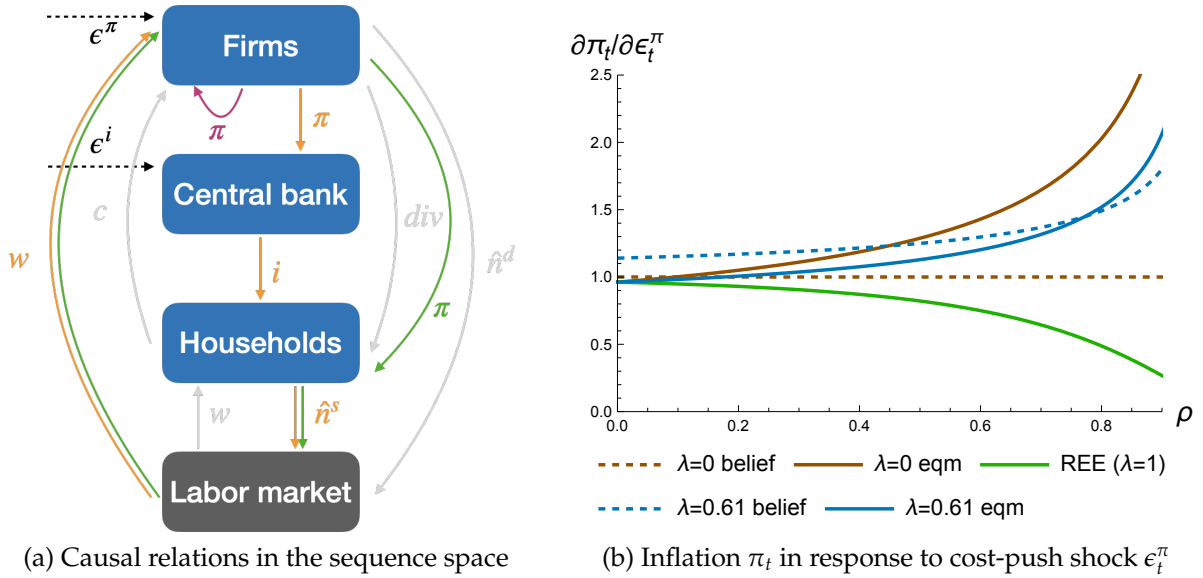 ϵ^π
Firms
π
π
ϵ^i
Central bank
c
div
w
i
n̂^d
π
Households
w
n̂^s
Labor market
(a) Causal relations in the sequence space
∂π_t/∂ϵ_t^π
2.5
2.0
1.5
1.0
0.5
0.0
0.0 0.2 0.4 0.6 0.8
ρ
λ=0 belief λ=0 eqm REE (λ=1)
λ=0.61 belief λ=0.61 eqm
(b) Inflation π_t in response to cost-push shock ϵ_t^π